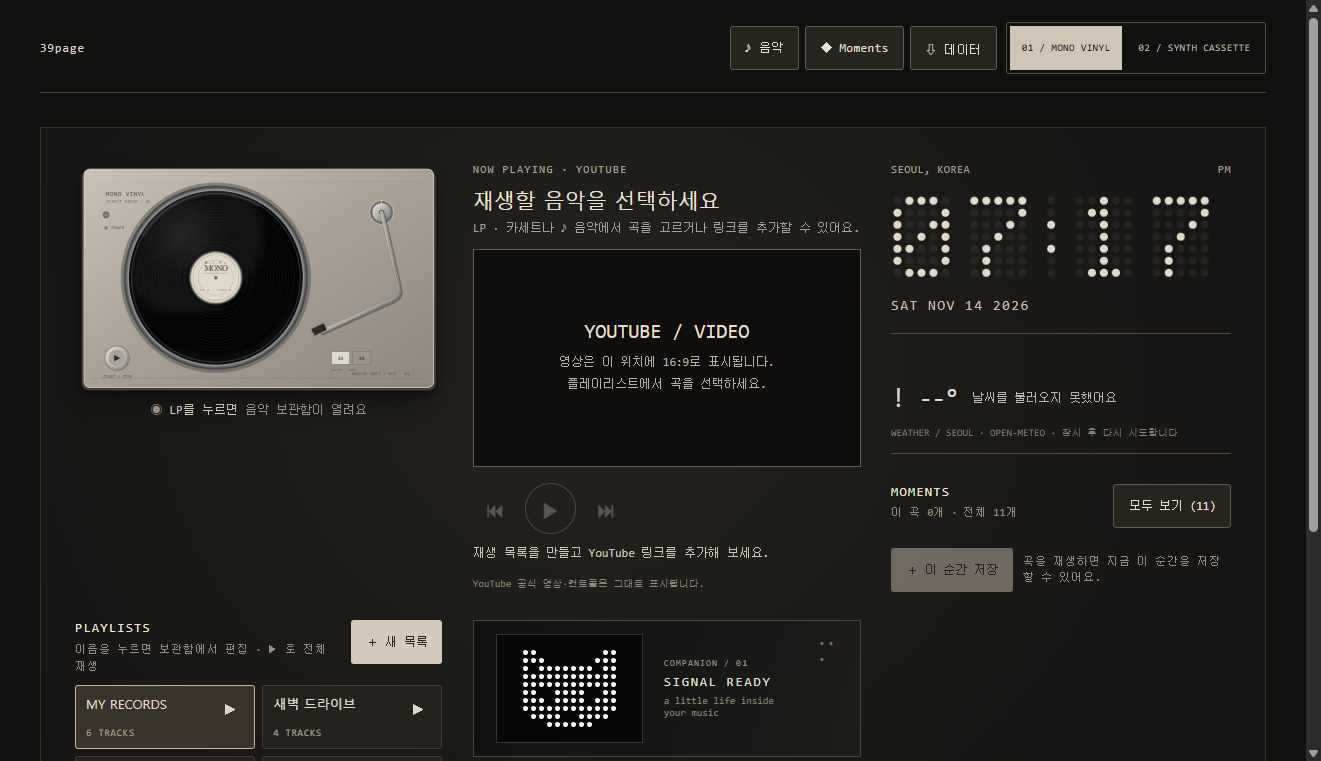 39page
♪ 음악
◆ Moments
⇩ 데이터
01 / MONO VINYL
02 / SYNTH CASSETTE
MONO VINYL
POWER
MONO
START / STOP
◉ LP를 누르면 음악 보관함이 열려요
NOW PLAYING · YOUTUBE
재생할 음악을 선택하세요
LP · 카세트나 ♪ 음악에서 곡을 고르거나 링크를 추가할 수 있어요.
YOUTUBE / VIDEO
영상은 이 위치에 16:9로 표시됩니다.
플레이리스트에서 곡을 선택하세요.
재생 목록을 만들고 YouTube 링크를 추가해 보세요.
YouTube 공식 영상·컨트롤은 그대로 표시됩니다.
SEOUL, KOREA
PM
07:17
SAT NOV 14 2026
! --° 날씨를 불러오지 못했어요
WEATHER / SEOUL · OPEN-METEO · 잠시 후 다시 시도합니다
MOMENTS
이 곡 0개 · 전체 11개
모두 보기 (11)
+ 이 순간 저장
곡을 재생하면 지금 이 순간을 저장
할 수 있어요.
PLAYLISTS
이름을 누르면 보관함에서 편집 · ▶ 로 전체
재생
+ 새 목록
MY RECORDS
6 TRACKS
새벽 드라이브
4 TRACKS
COMPANION / 01
SIGNAL READY
a little life inside
your music